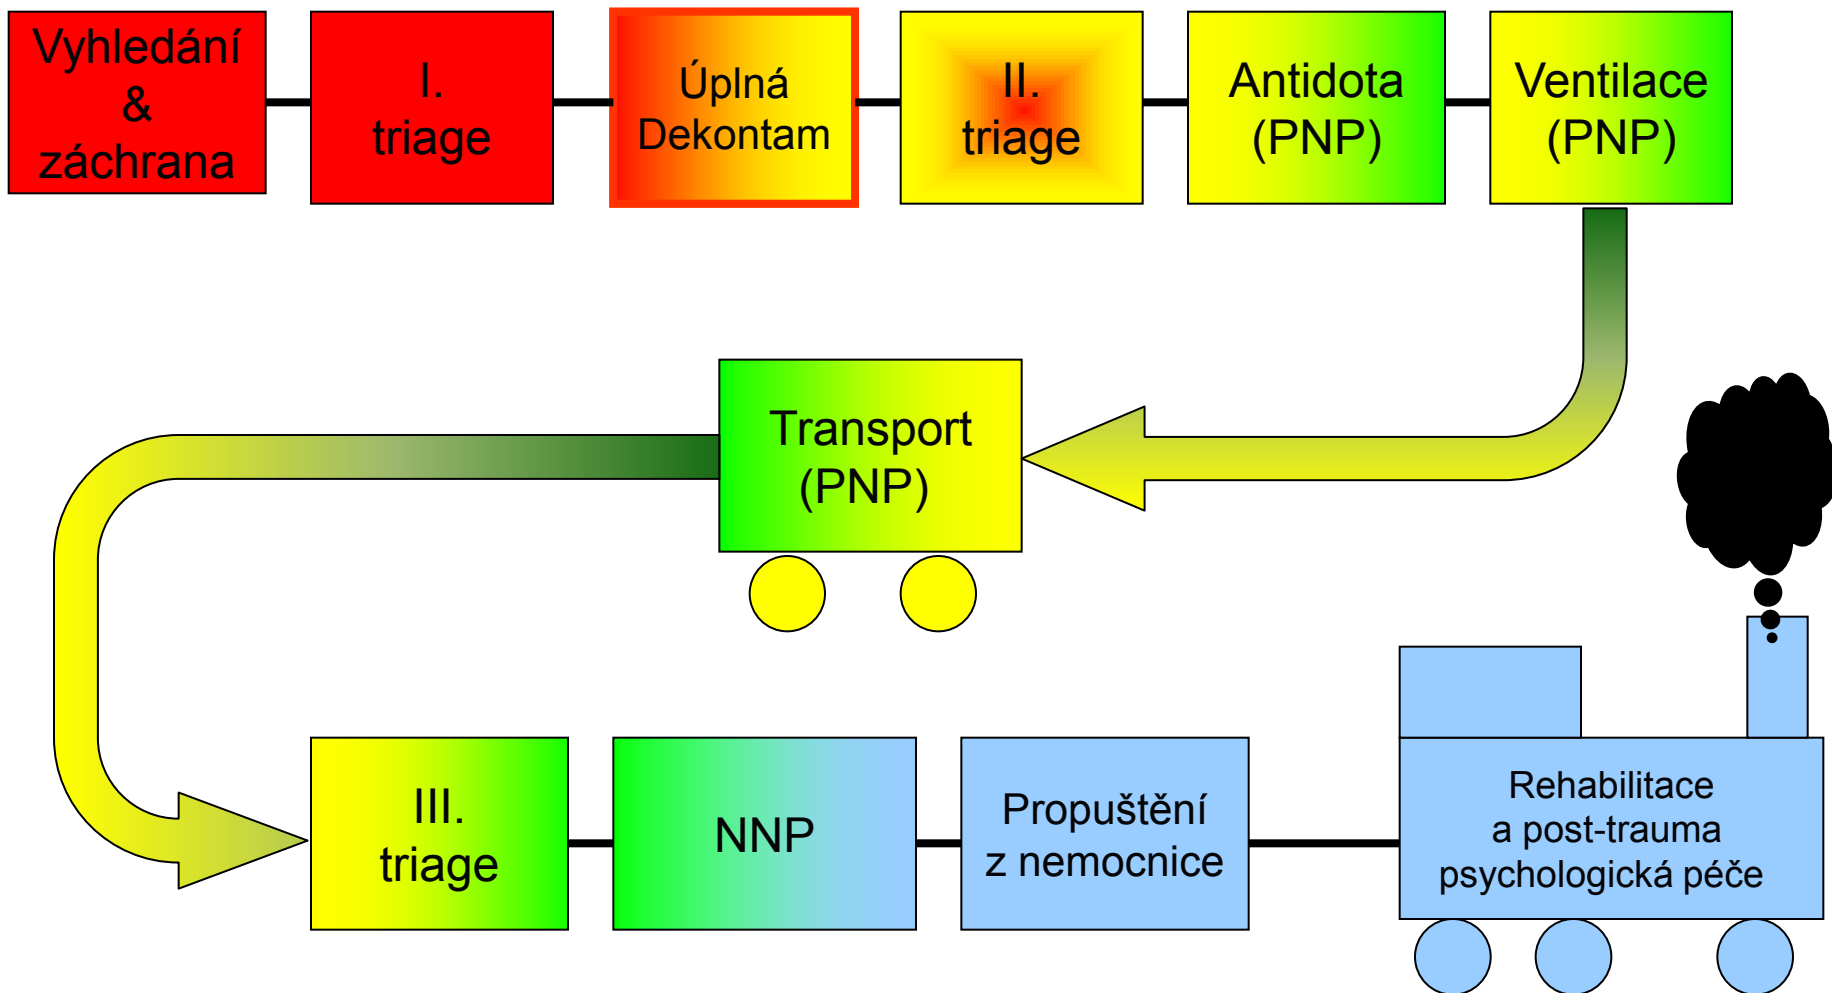 Vyhledání
&
záchrana
I.
triage
Úplná
Dekontam
II.
triage
Antidota
(PNP)
Ventilace
(PNP)
Transport
(PNP)
III.
triage
NNP
Propuštění
z nemocnice
Rehabilitace
a post-trauma
psychologická péče